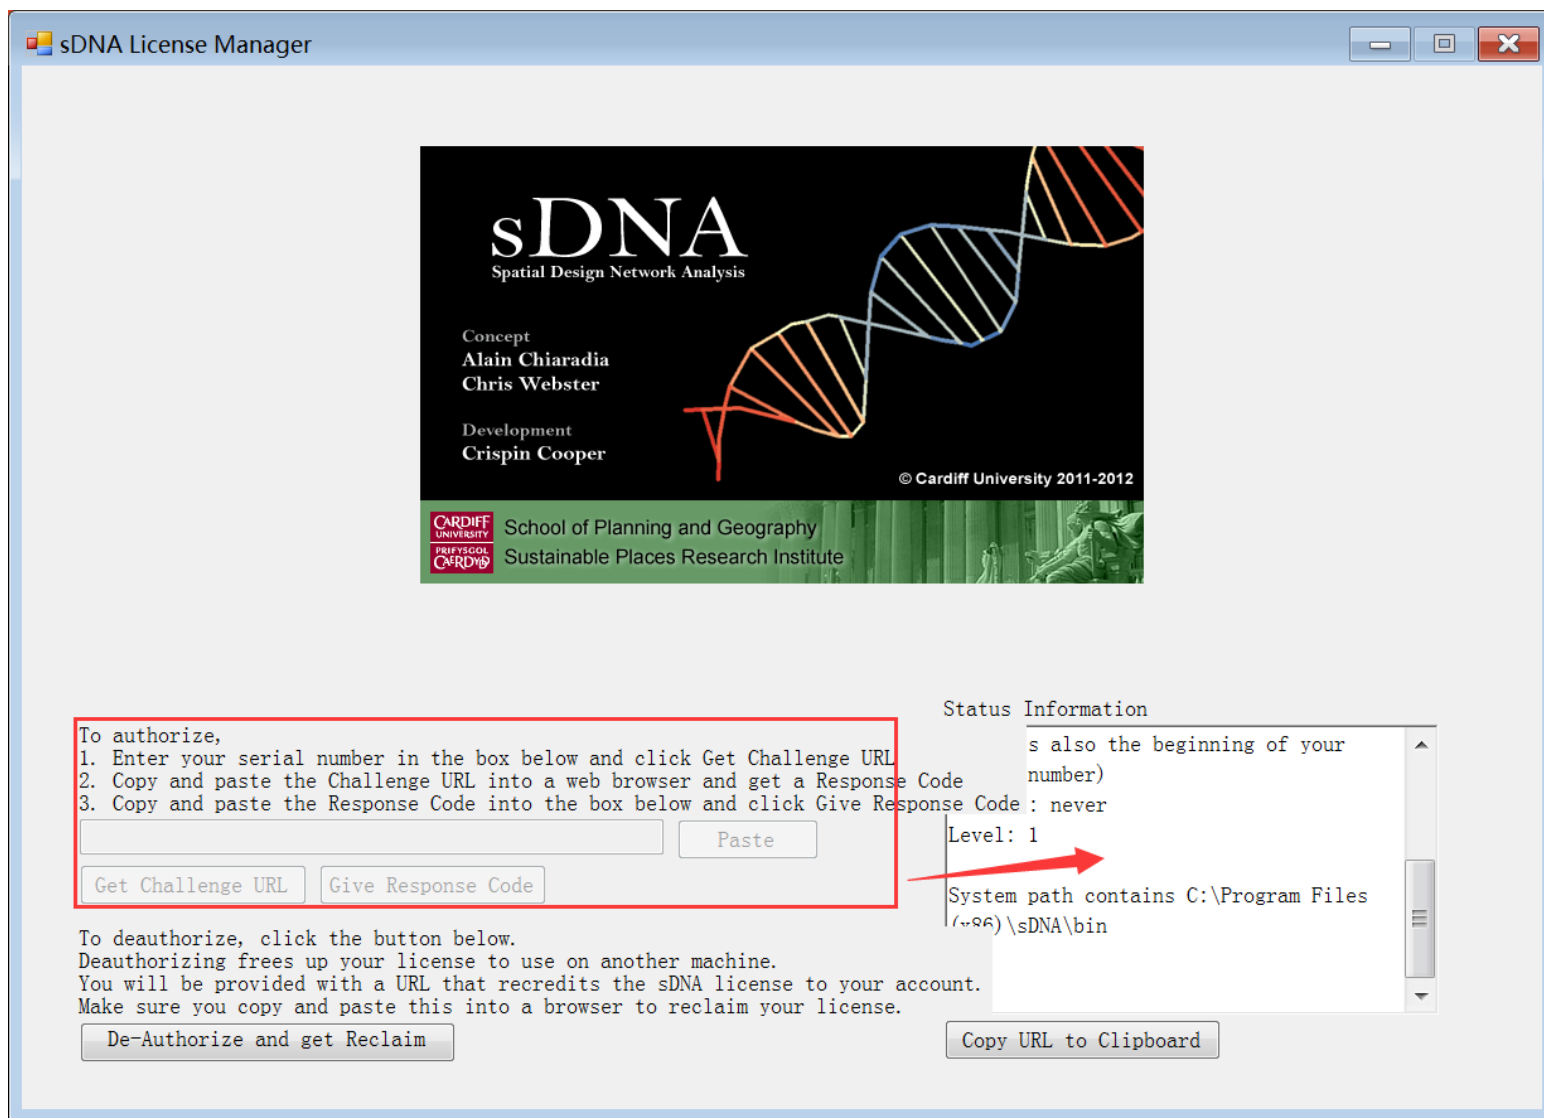 sDNA License Manager
sDNA
Spatial Design Network Analysis
Concept
Alain Chiaradia
Chris Webster
Development
Crispin Cooper
© Cardiff University 2011-2012
CARDIFF
UNIVERSITY
PRIFYSGOL
CAERDYDD
School of Planning and Geography
Sustainable Places Research Institute
To authorize,
1. Enter your serial number in the box below and click Get Challenge URL
2. Copy and paste the Challenge URL into a web browser and get a Response Code
3. Copy and paste the Response Code into the box below and click Give Response Code
Paste
Get Challenge URL
Give Response Code
To deauthorize, click the button below.
Deauthorizing frees up your license to use on another machine.
You will be provided with a URL that recredits the sDNA license to your account.
Make sure you copy and paste this into a browser to reclaim your license.
De-Authorize and get Reclaim
Status Information
s also the beginning of your
number)
: never
Level: 1
System path contains C:\Program Files
(x86)\sDNA\bin
Copy URL to Clipboard